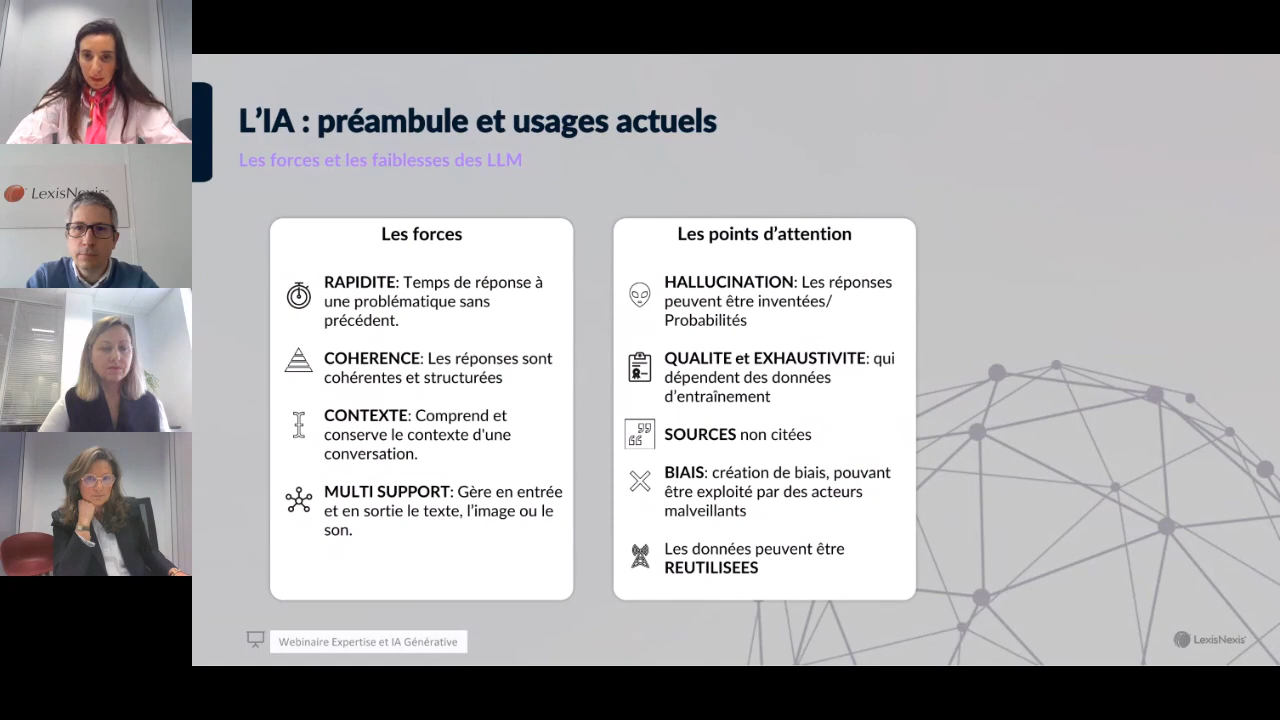 LexisNexis
L’IA : préambule et usages actuels
Les forces et les faiblesses des LLM
Les forces
RAPIDITE: Temps de réponse à
une problématique sans
précédent.
COHERENCE: Les réponses sont
cohérentes et structurées
CONTEXTE: Comprend et
conserve le contexte d'une
conversation.
MULTI SUPPORT: Gère en entrée
et en sortie le texte, l’image ou le
son.
Les points d’attention
HALLUCINATION: Les réponses
peuvent être inventées/
Probabilités
QUALITE et EXHAUSTIVITE: qui
dépendent des données
d’entraînement
SOURCES non citées
BIAIS: création de biais, pouvant
être exploité par des acteurs
malveillants
Les données peuvent être
REUTILISEES
Webinaire Expertise et IA Générative
LexisNexis